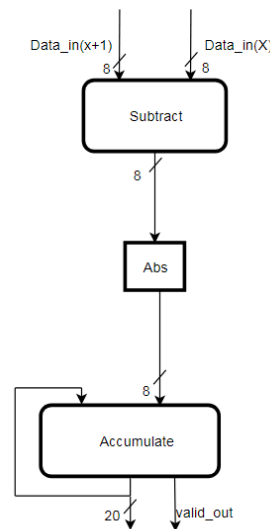 Data_in(x+1)
Data_in(X)
8
8
Subtract
8
Abs
8
Accumulate
20
valid_out